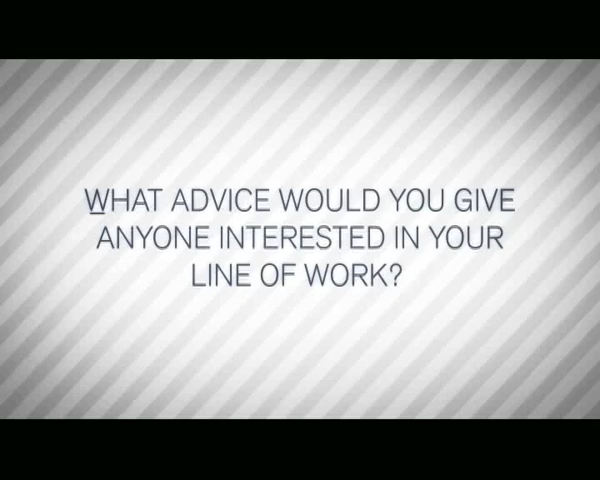 WHAT ADVICE WOULD YOU GIVE
ANYONE INTERESTED IN YOUR
LINE OF WORK?